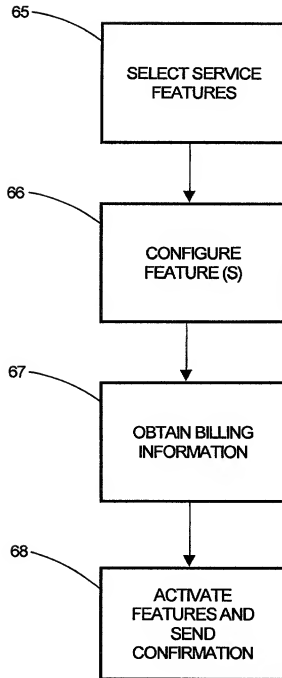 65
SELECT SERVICE
FEATURES
66
CONFIGURE
FEATURE (S)
67
OBTAIN BILLING
INFORMATION
68
ACTIVATE
FEATURES AND
SEND
CONFIRMATION